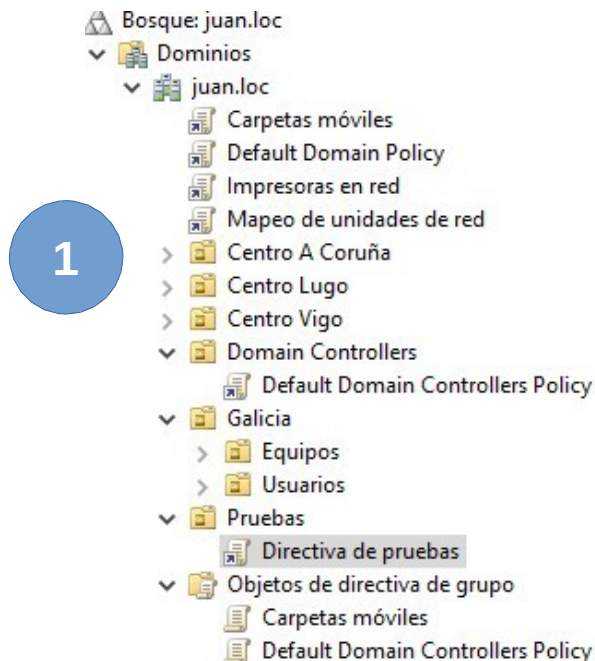 Bosque: juan.loc
Dominios
juan.loc
Carpetas móviles
Default Domain Policy
Impresoras en red
Mapeo de unidades de red
1
Centro A Coruña
Centro Lugo
Centro Vigo
Domain Controllers
Default Domain Controllers Policy
Galicia
Equipos
Usuarios
Pruebas
Directiva de pruebas
Objetos de directiva de grupo
Carpetas móviles
Default Domain Controllers Policy